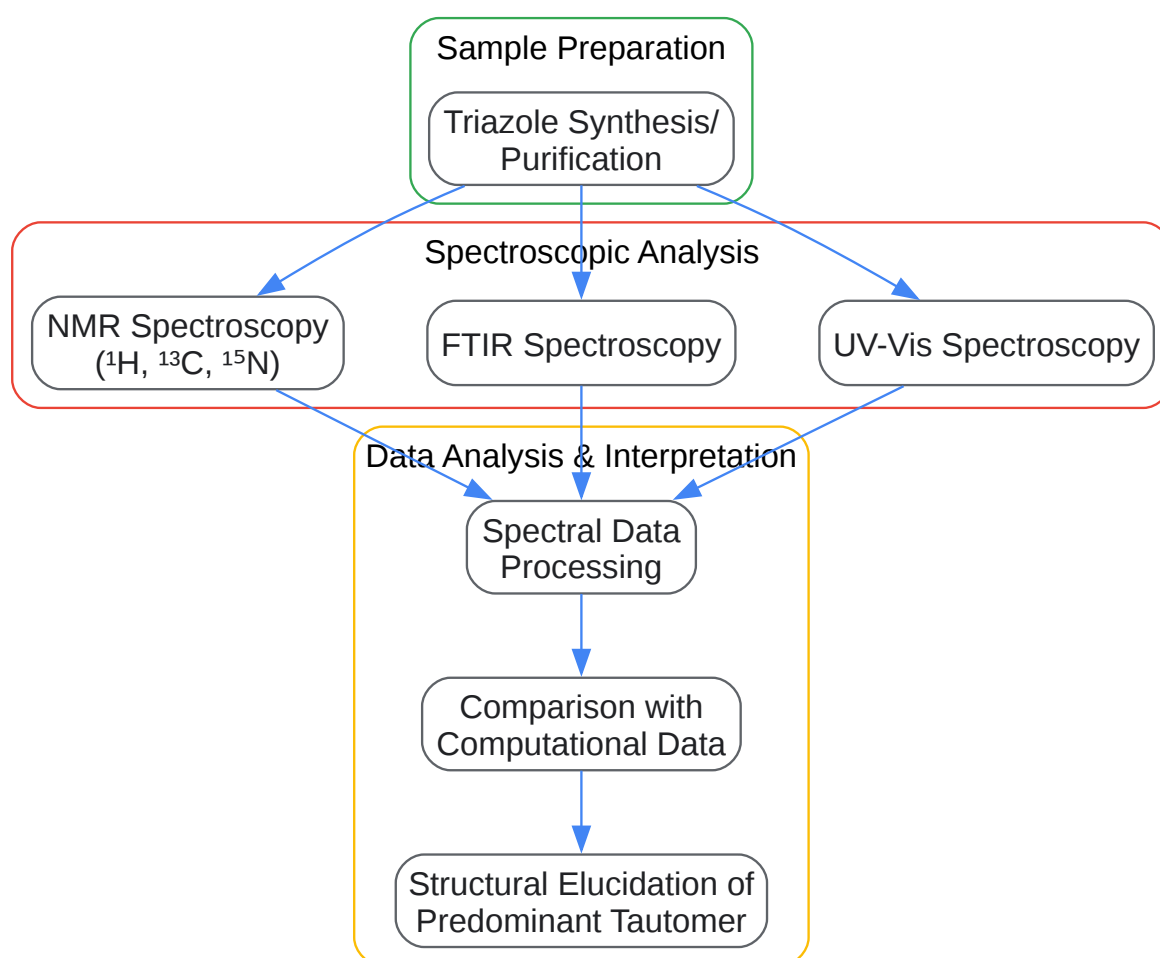 Sample Preparation
Triazole Synthesis/
Purification
Spectroscopic Analysis
NMR Spectroscopy
(¹H, ¹³C, ¹⁵N)
FTIR Spectroscopy
UV-Vis Spectroscopy
Data Analysis & Interpretation
Spectral Data
Processing
Comparison with
Computational Data
Structural Elucidation of
Predominant Tautomer